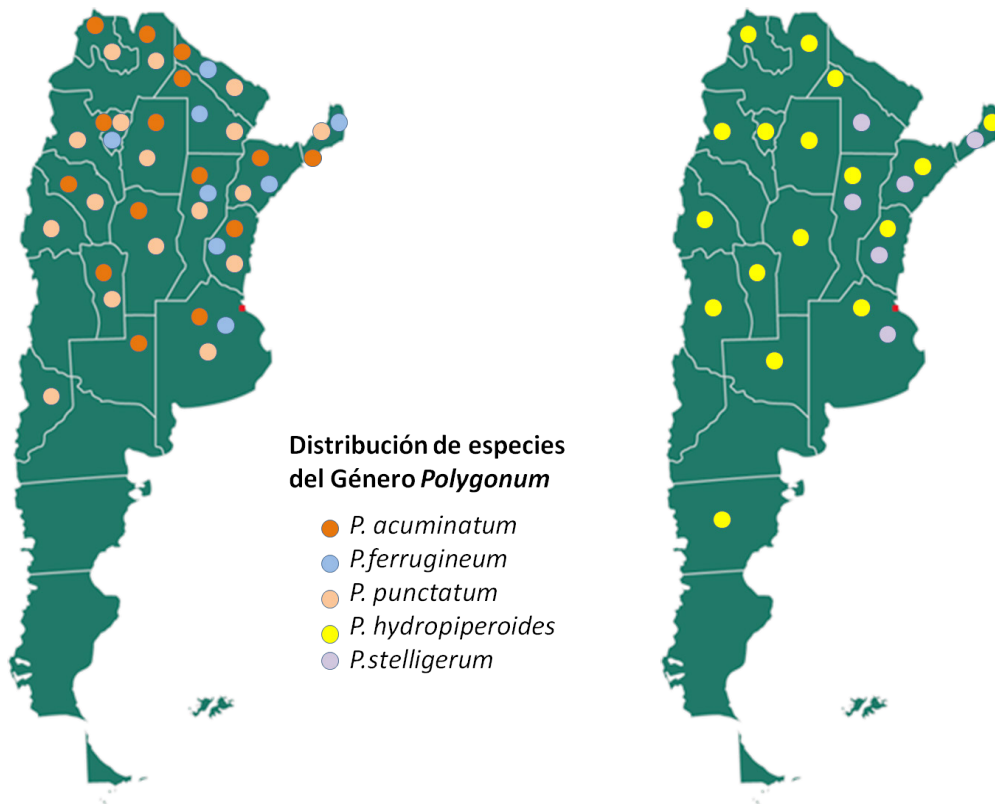 Distribución de especies
del Género Polygonum
P. acuminatum
P.ferrugineum
P. punctatum
P. hydropiperoides
P.stelligerum